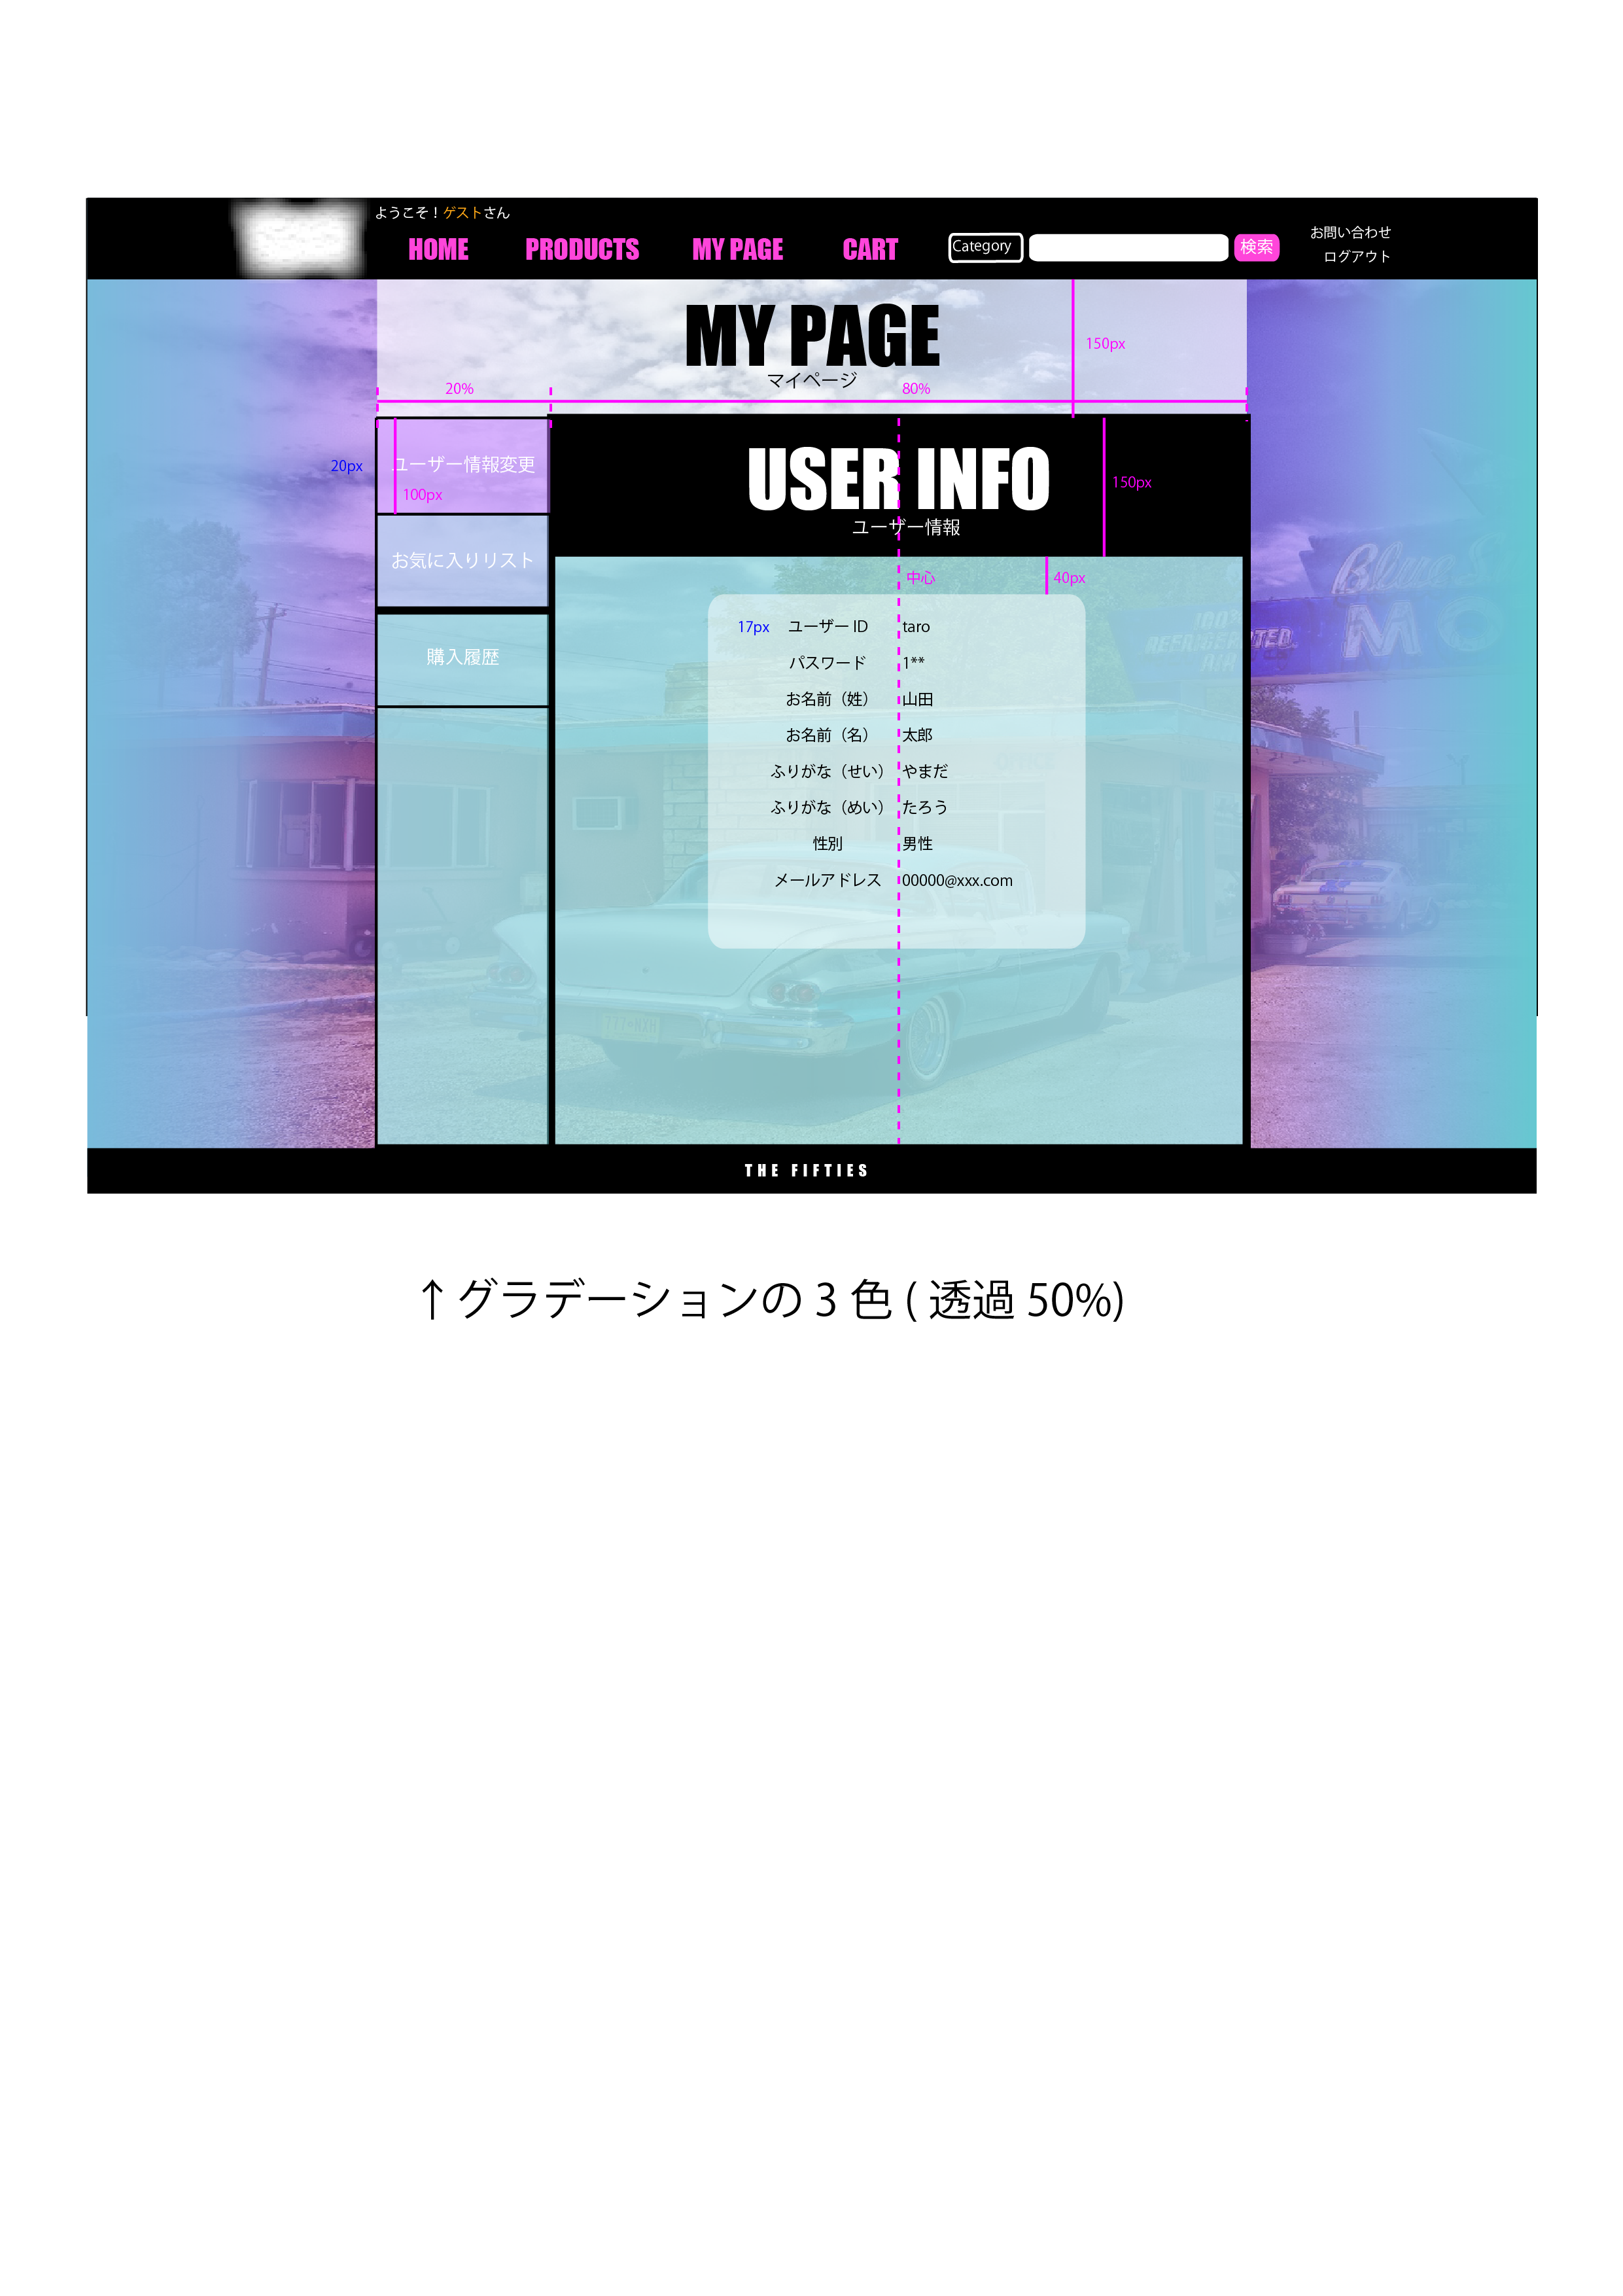 ようこそ！ゲストさん
HOME
PRODUCTS
MY PAGE
CART
Category
検索
お問い合わせ
ログアウト
MY PAGE
マイページ
150px
20%
80%
20px
ユーザー情報変更
100px
お気に入りリスト
購入履歴
USER INFO
ユーザー情報
150px
中心
40px
17px
ユーザー ID taro
パスワード 1**
お名前（姓） 山田
お名前（名） 太郎
ふりがな（せい） やまだ
ふりがな（めい） たろう
性別 男性
メールアドレス 00000@xxx.com
100%
REFRIGERATED
AIR
Blue S
MO
OFFICE
THE FIFTIES
↑グラデーションの 3 色 ( 透過 50%)